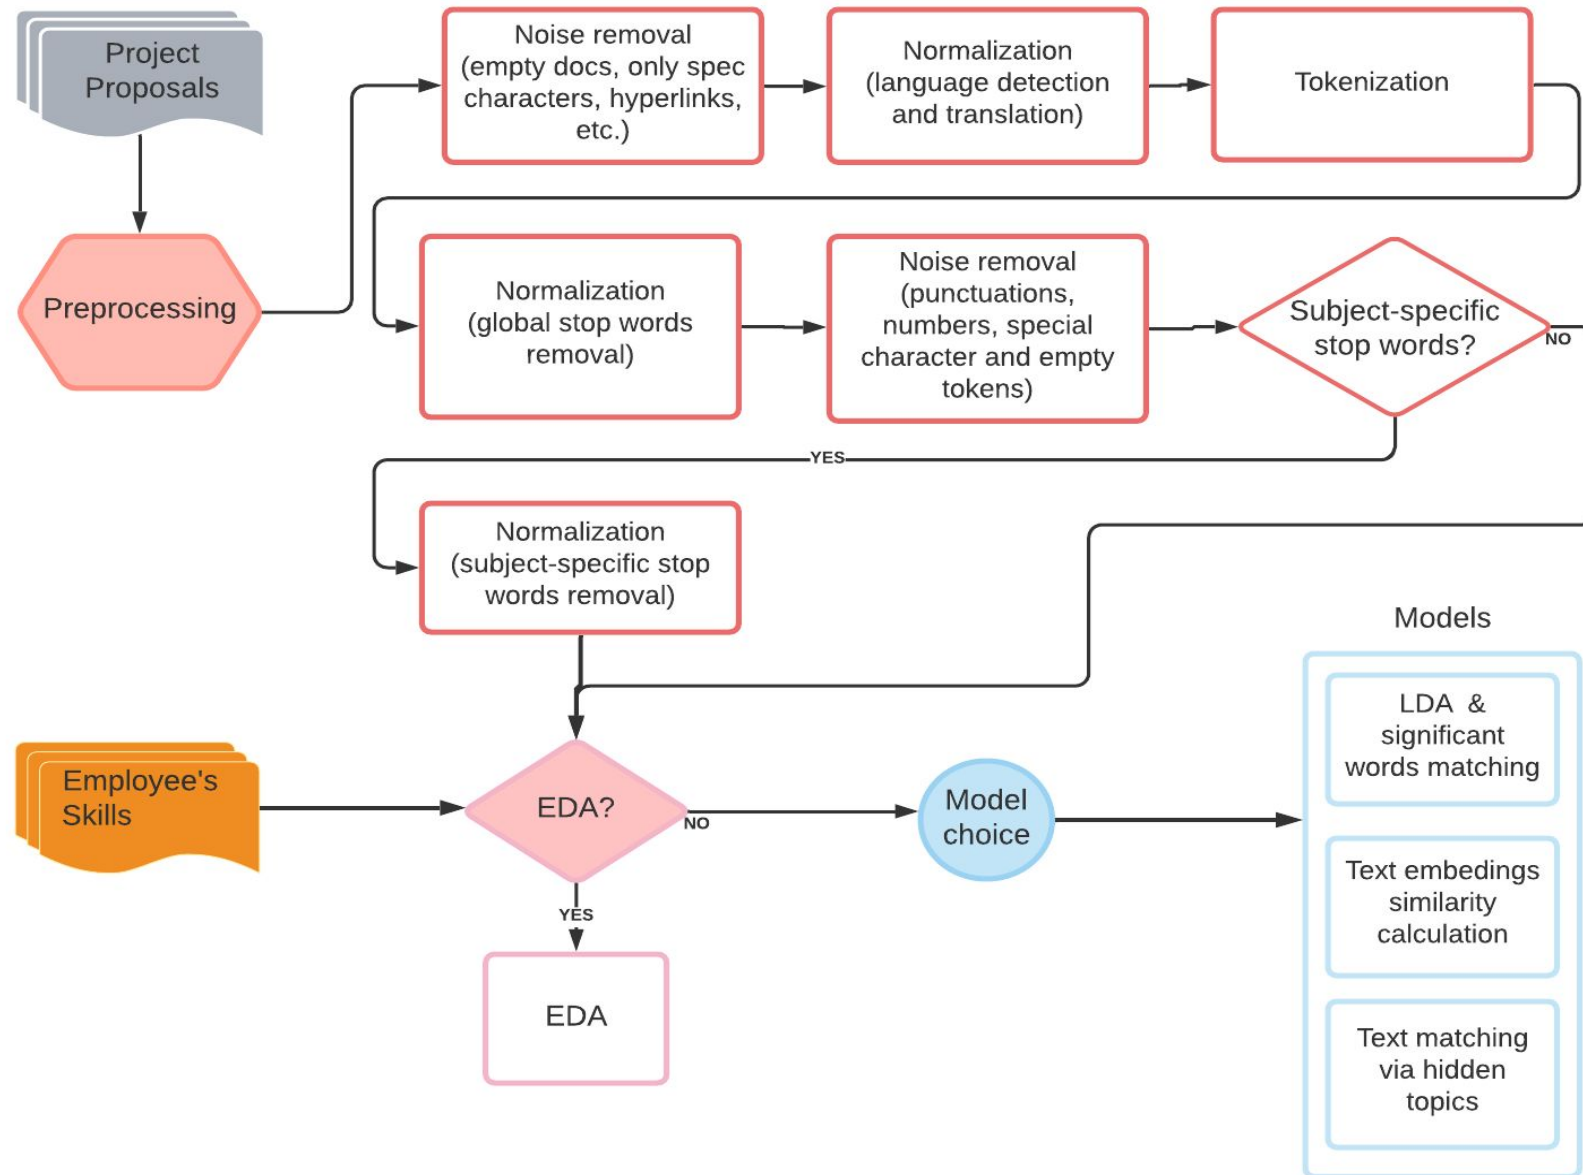 Project
Proposals
Noise removal
(empty docs, only spec
characters, hyperlinks,
etc.)
Normalization
(language detection
and translation)
Tokenization
Preprocessing
Normalization
(global stop words
removal)
Noise removal
(punctuations,
numbers, special
character and empty
tokens)
Subject-specific
stop words?
NO
YES
Normalization
(subject-specific stop
words removal)
Models
LDA &
significant
words matching
Employee's
Skills
EDA?
NO
Model
choice
Text embedings
similarity
calculation
YES
EDA
Text matching
via hidden
topics